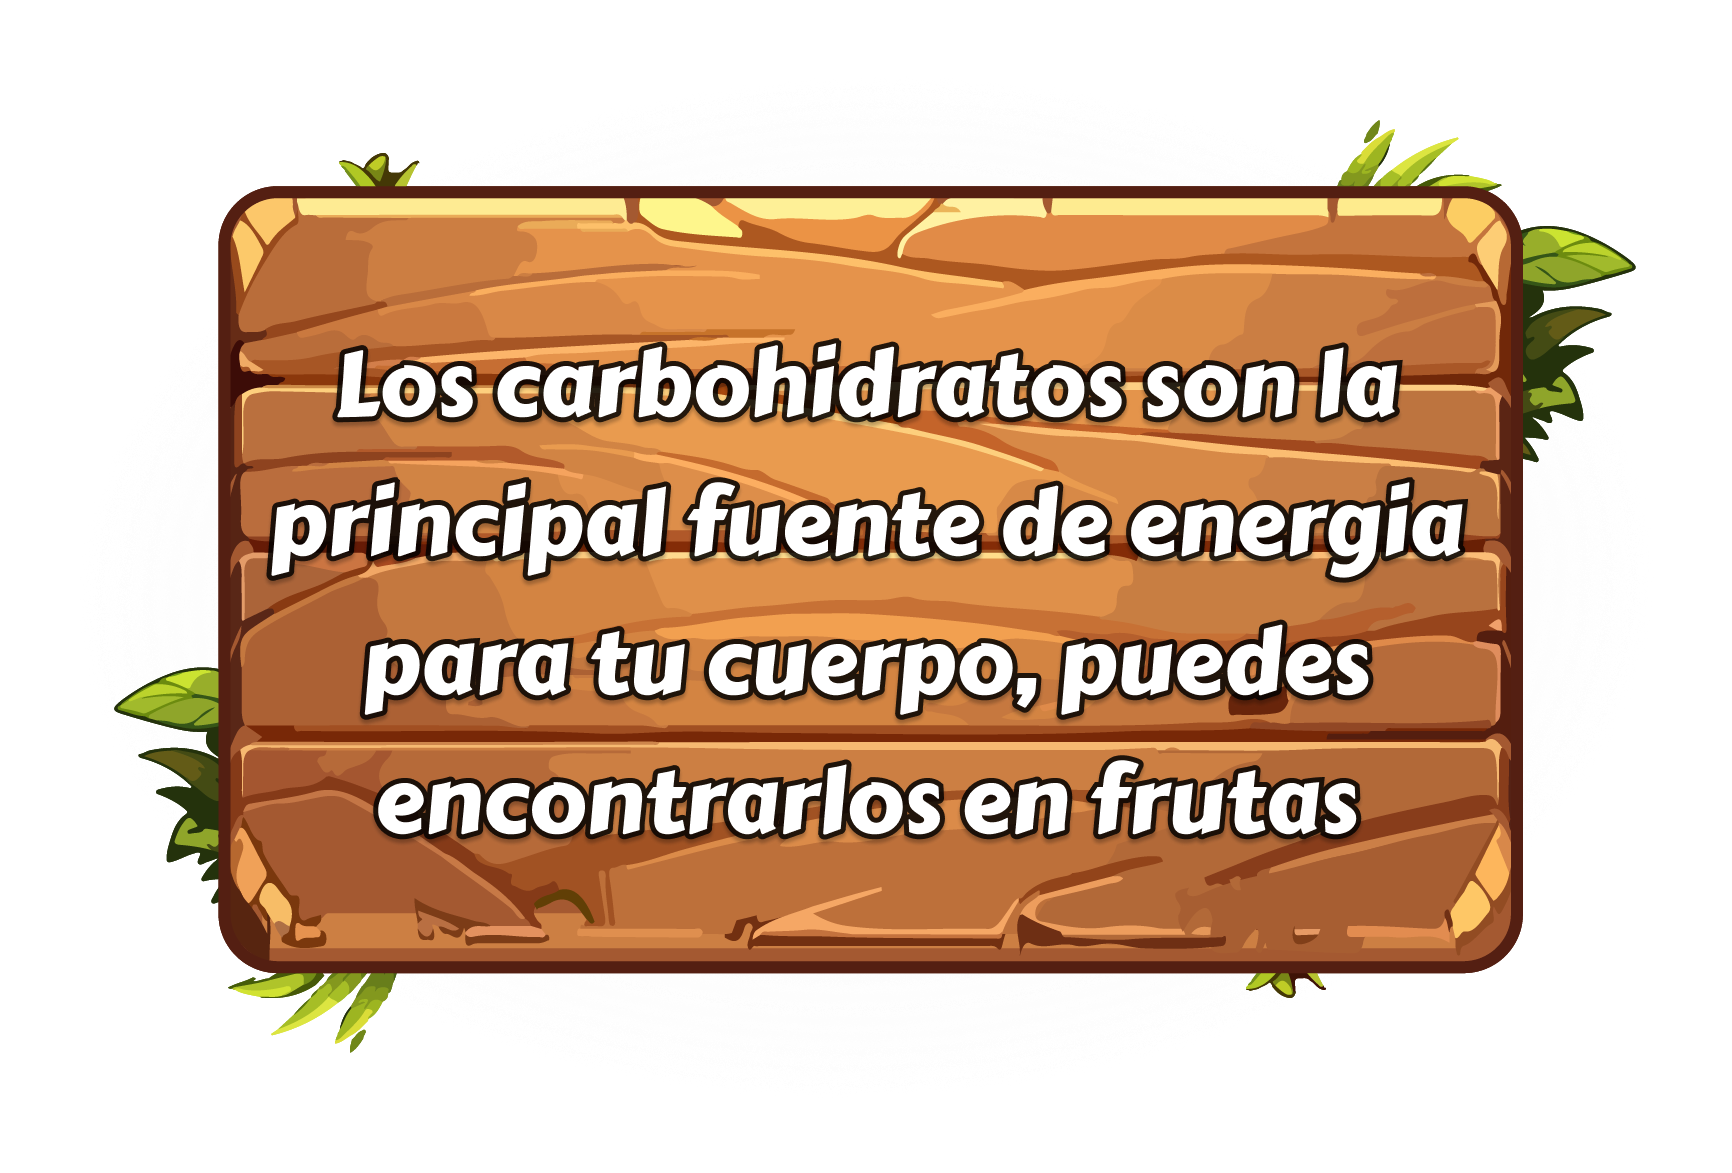 Los carbohidratos son la
principal fuente de energia
para tu cuerpo, puedes
encontrarlos en frutas